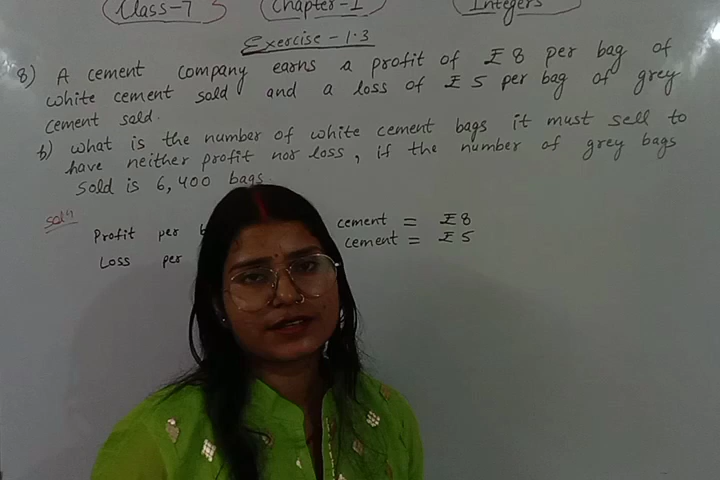 Class-7 Chapter-1 Integers
Exercise-1.3
8) A cement company earns a profit of ₹ 8 per bag of
white cement sold and a loss of ₹ 5 per bag of grey
cement sold.
b) what is the number of white cement bags it must sell to
have neither profit nor loss, if the number of grey bags
sold is 6,400 bags.
Solⁿ
Profit per cement = ₹8
Loss per cement = ₹5